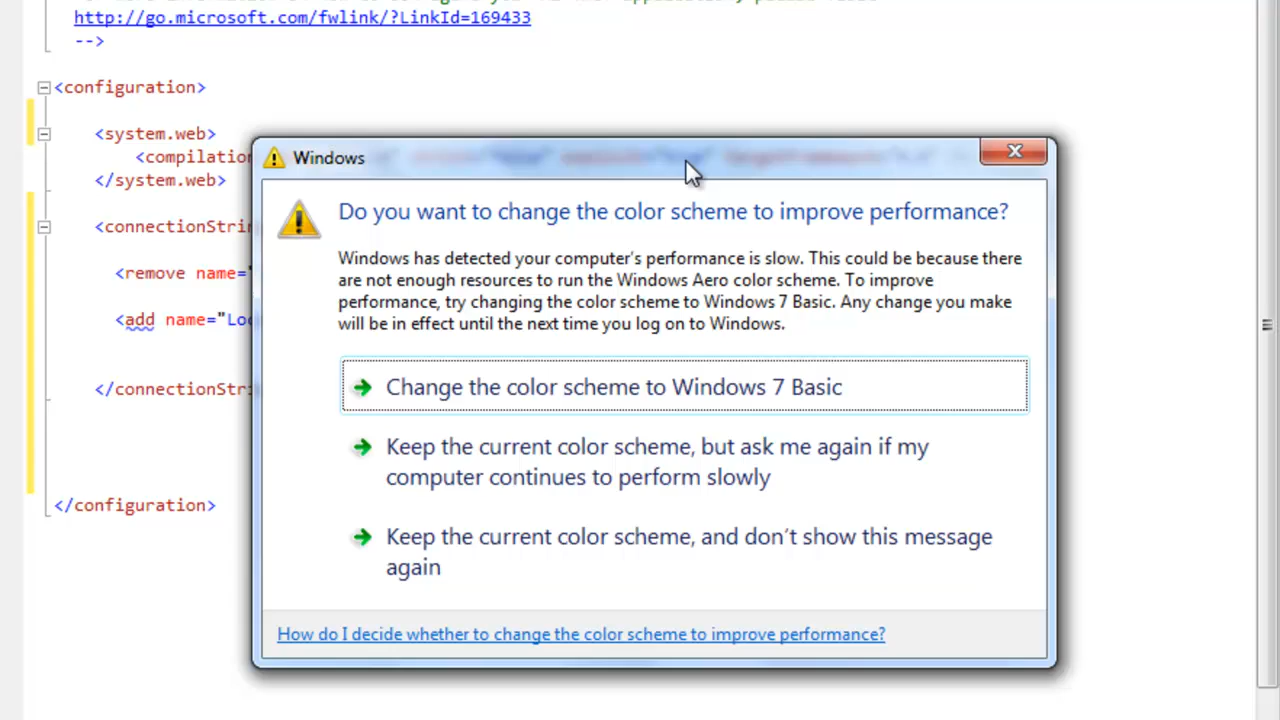 http://go.microsoft.com/fwlink/?LinkId=169433
-->
<configuration>
<system.web>
<compilation
</system.web>
<connectionStrin
<remove name="
<add name="Loc
</connectionStri
</configuration>
Windows
Do you want to change the color scheme to improve performance?
Windows has detected your computer's performance is slow. This could be because there
are not enough resources to run the Windows Aero color scheme. To improve
performance, try changing the color scheme to Windows 7 Basic. Any change you make
will be in effect until the next time you log on to Windows.
Change the color scheme to Windows 7 Basic
Keep the current color scheme, but ask me again if my
computer continues to perform slowly
Keep the current color scheme, and don't show this message
again
How do I decide whether to change the color scheme to improve performance?